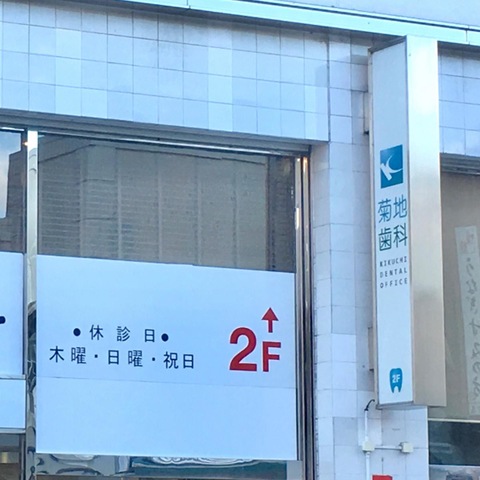 ●休診日●
木曜・日曜・祝日
2F
菊地
歯科
KIKUCHI
DENTAL
OFFICE
2F